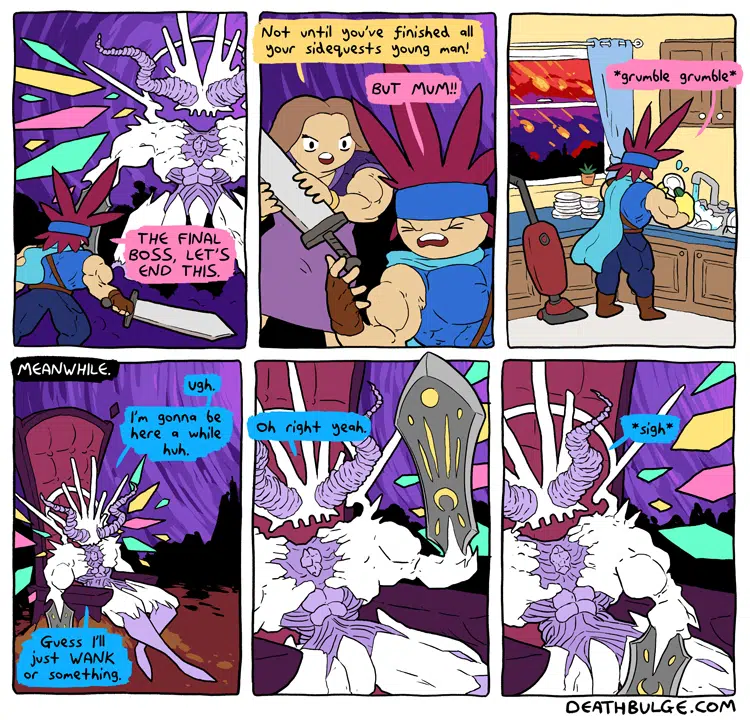 THE FINAL
BOSS, LET'S
END THIS.
Not until you've finished all
your sidequests young man!
BUT MUM!!
*grumble grumble*
MEANWHILE.
ugh.
I'm gonna be
here a while
huh.
Guess I'll
just WANK
or something.
Oh right yeah.
*sigh*
DEATHBULGE.COM